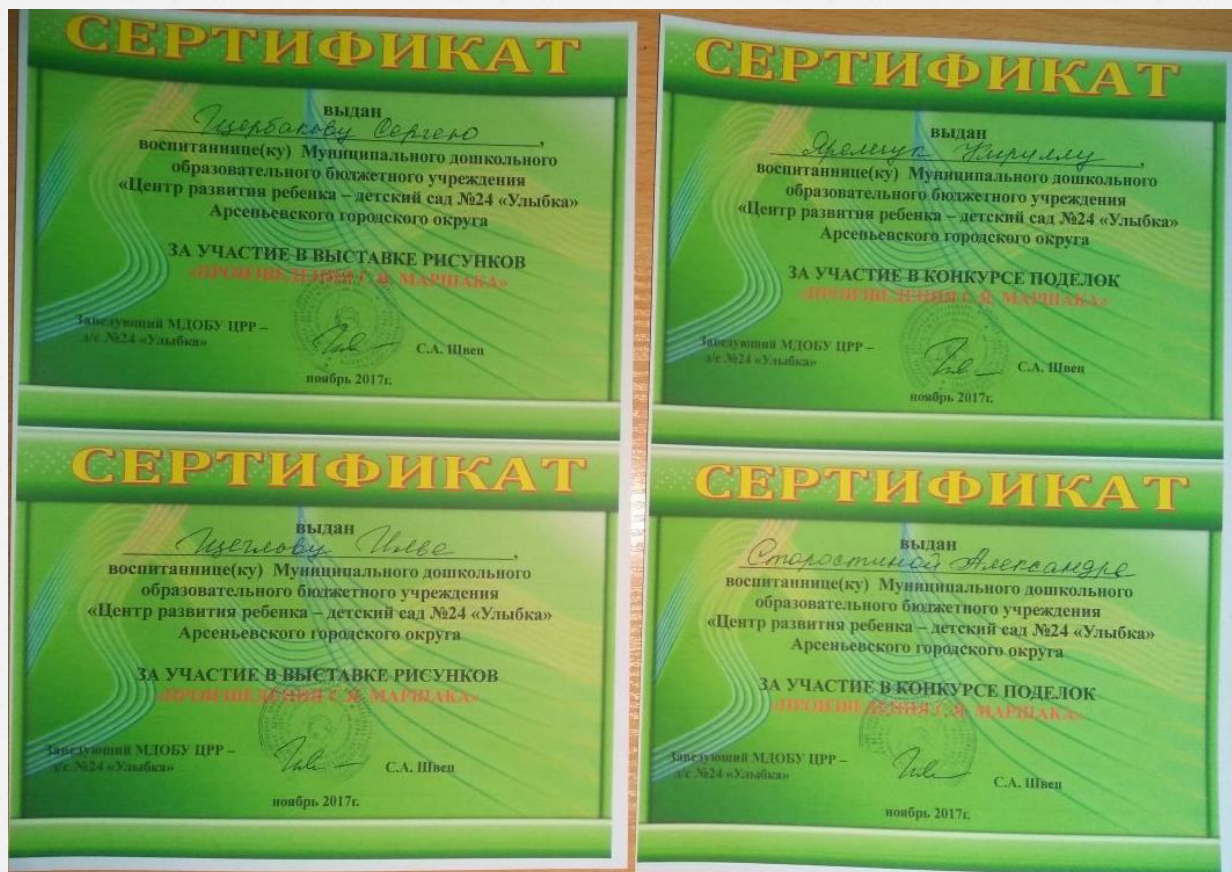 СЕРТИФИКАТ
выдан
Щербакову Сергею,
воспитаннице(ку) Муниципального дошкольного
образовательного бюджетного учреждения
«Центр развития ребенка – детский сад №24 «Улыбка»
Арсеньевского городского округа
ЗА УЧАСТИЕ В ВЫСТАВКЕ РИСУНКОВ
«ПРОИЗВЕДЕНИЯ С.Я. МАРШАКА»
Заведующий МДОБУ ЦРР –
д/с №24 «Улыбка»
С.А. Швец
ноябрь 2017г.
СЕРТИФИКАТ
выдан
Щеглову Илье,
воспитаннице(ку) Муниципального дошкольного
образовательного бюджетного учреждения
«Центр развития ребенка – детский сад №24 «Улыбка»
Арсеньевского городского округа
ЗА УЧАСТИЕ В ВЫСТАВКЕ РИСУНКОВ
«ПРОИЗВЕДЕНИЯ С.Я. МАРШАКА»
Заведующий МДОБУ ЦРР –
д/с №24 «Улыбка»
С.А. Швец
ноябрь 2017г.
СЕРТИФИКАТ
выдан
Кириллу,
воспитаннице(ку) Муниципального дошкольного
образовательного бюджетного учреждения
«Центр развития ребенка – детский сад №24 «Улыбка»
Арсеньевского городского округа
ЗА УЧАСТИЕ В КОНКУРСЕ ПОДЕЛОК
«ПРОИЗВЕДЕНИЯ С.Я. МАРШАКА»
Заведующий МДОБУ ЦРР –
д/с №24 «Улыбка»
С.А. Швец
ноябрь 2017г.
СЕРТИФИКАТ
выдан
Старостиной Александре
воспитаннице(ку) Муниципального дошкольного
образовательного бюджетного учреждения
«Центр развития ребенка – детский сад №24 «Улыбка»
Арсеньевского городского округа
ЗА УЧАСТИЕ В КОНКУРСЕ ПОДЕЛОК
«ПРОИЗВЕДЕНИЯ С.Я. МАРШАКА»
Заведующий МДОБУ ЦРР –
д/с №24 «Улыбка»
С.А. Швец
ноябрь 2017г.